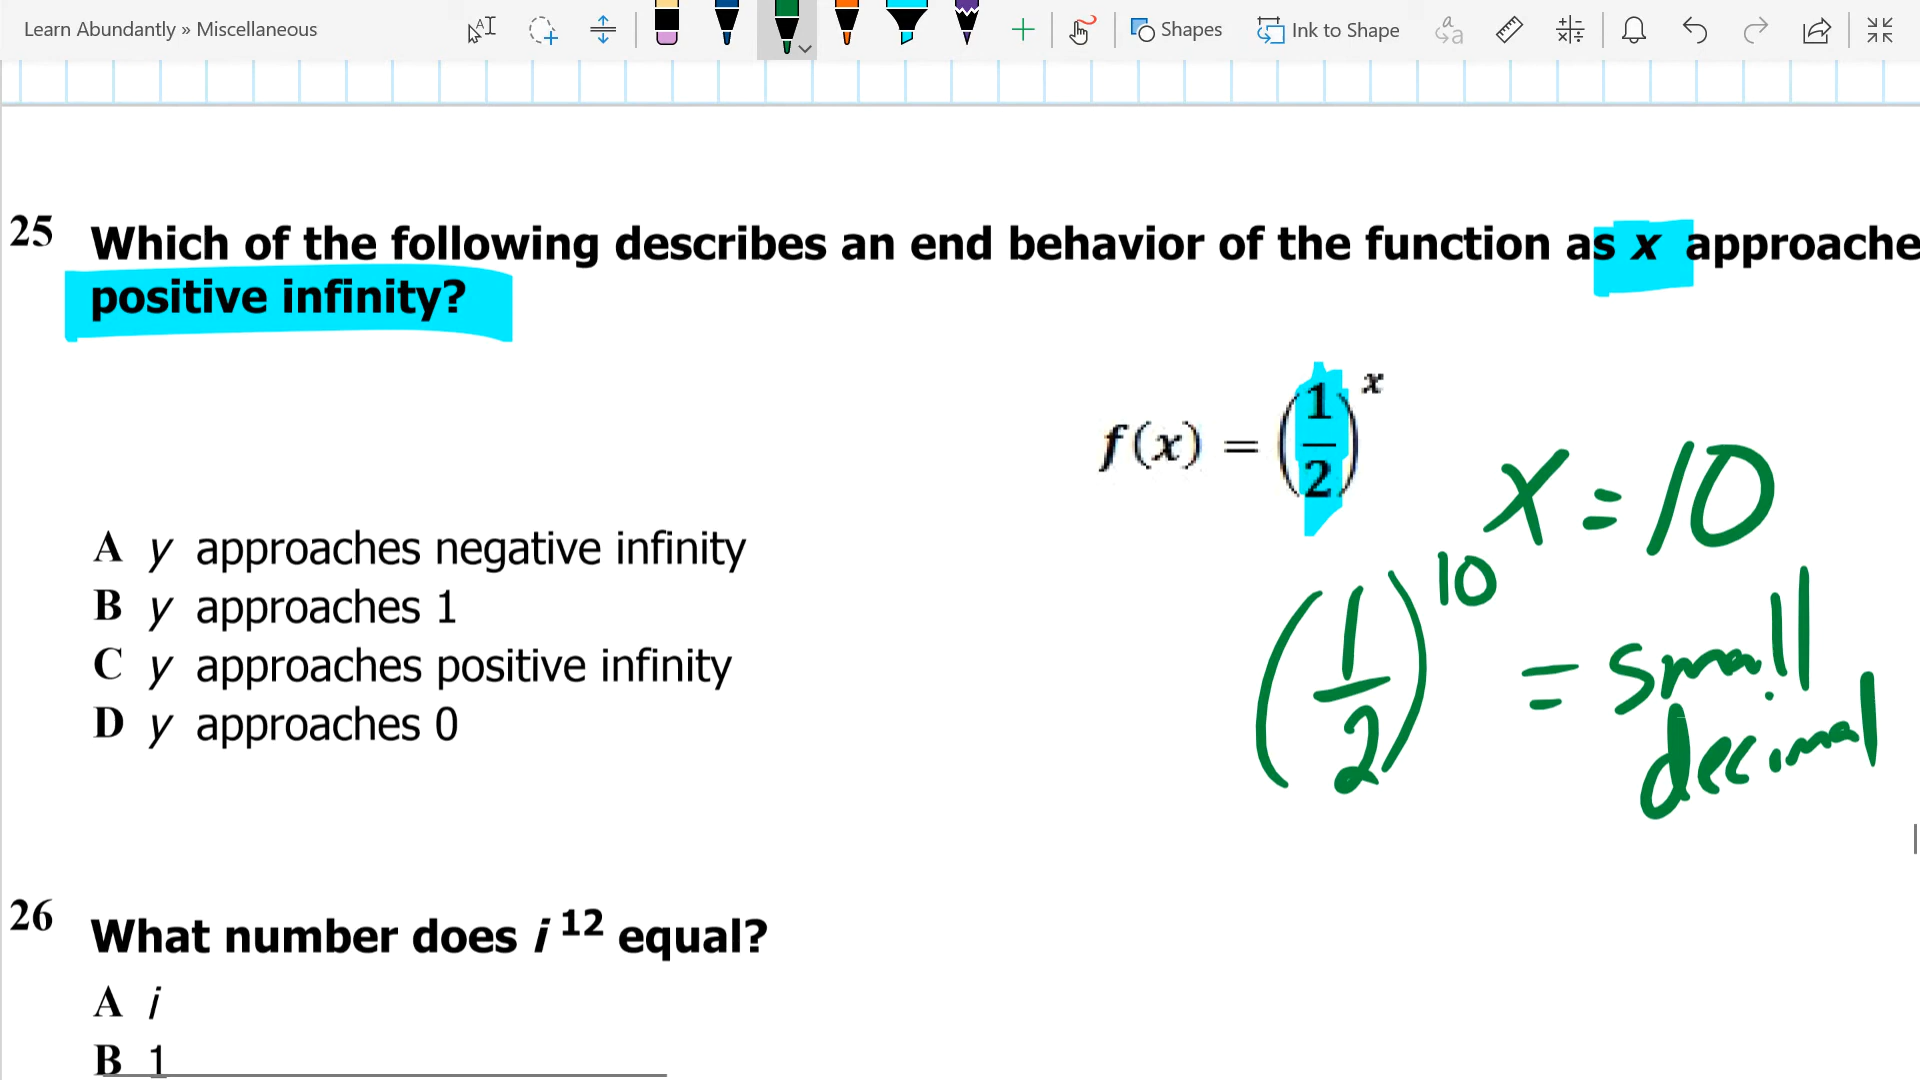 Learn Abundantly » Miscellaneous
Shapes
Ink to Shape
25 Which of the following describes an end behavior of the function as x approache
positive infinity?
f(x) = (1/2)^x
x = 10
(1/2)^10 = small decimal
A y approaches negative infinity
B y approaches 1
C y approaches positive infinity
D y approaches 0
26 What number does i^12 equal?
A i
B 1